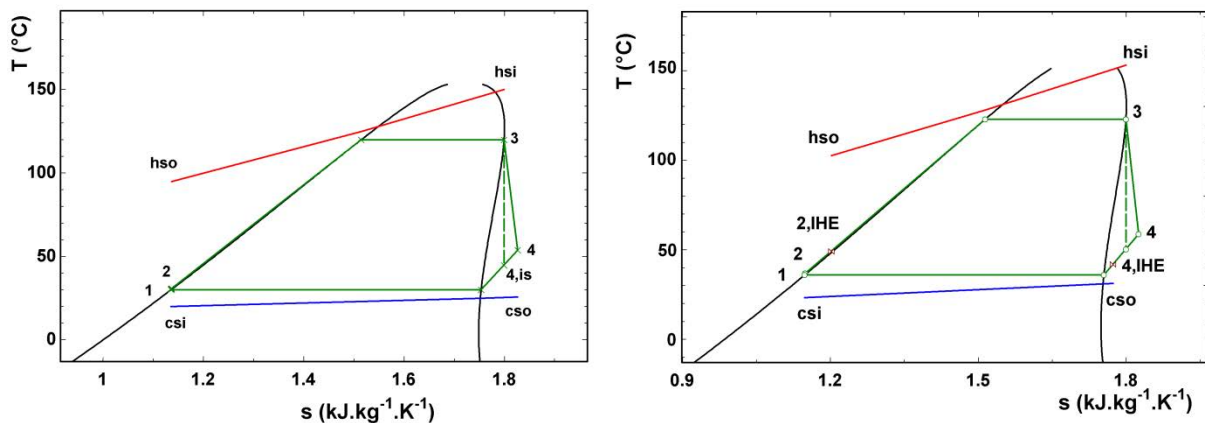 T (°C)
150
100
50
0
hsi
hso
3
2
1
4
4,is
csi
cso
1
1.2
1.4
1.6
1.8
s (kJ.kg⁻¹.K⁻¹)
T (°C)
150
100
50
0
hsi
hso
3
2,IHE
2
1
4
4,IHE
csi
cso
0.9
1.2
1.5
1.8
s (kJ.kg⁻¹.K⁻¹)